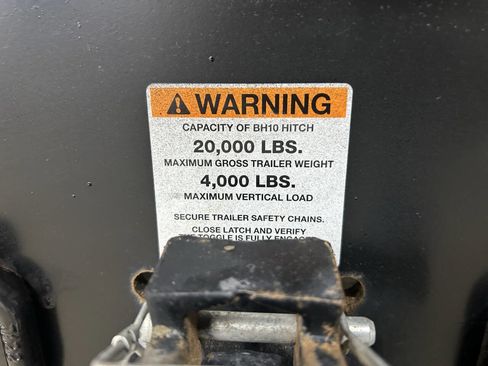 WARNING
CAPACITY OF BH10 HITCH
20,000 LBS.
MAXIMUM GROSS TRAILER WEIGHT
4,000 LBS.
MAXIMUM VERTICAL LOAD
SECURE TRAILER SAFETY CHAINS.
CLOSE LATCH AND VERIFY
TOGGLE IS FULLY